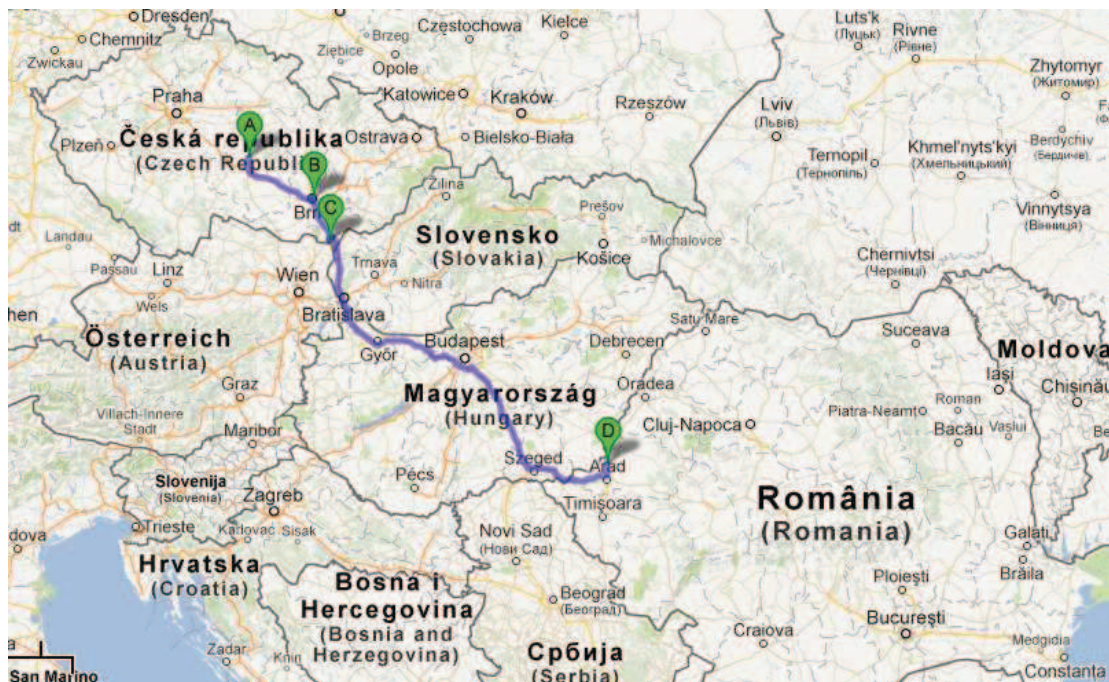 Dresden
Chemnitz
Zwickau
Ziębice
Brzeg
Opole
Częstochowa
Kielce
Luts'k
(Луцьк)
Rivne
(Рівне)
Zhytomyr
(Житомир)
Praha
Katowice
Kraków
Rzeszów
Lviv
(Львів)
Berdychiv
(Бердичів)
Plzeň
A
Česká republika
(Czech Republi
Ostrava
Bielsko-Biała
Ternopil
(Тернопіль)
Khmel'nyts'kyi
(Хмельницький)
B
Brn
C
Žilina
Prešov
Vinnytsya
(Вінниця)
Landau
Passau
Linz
Wels
Wien
Slovensko
(Slovakia)
Košice
Michalovce
Chernivtsi
(Чернівці)
Trnava
Nitra
Bratislava
hen
Österreich
(Austria)
Győr
Budapest
Debrecen
Satu Mare
Suceava
Moldova
Iași
Chișinău
Graz
Magyarország
(Hungary)
Oradea
Cluj-Napoca
Piatra-Neamț
Roman
Bacău
Vaslui
Villach-Innere
Stadt
Maribor
D
Szeged
Arad
Pécs
Timișoara
Slovenija
(Slovenia)
Zagreb
România
(Romania)
Trieste
Karlovac
Sisak
Novi Sad
(Нови Сад)
Galați
Brăila
dova
Hrvatska
(Croatia)
Bosna i
Hercegovina
(Bosnia and
Herzegovina)
Beograd
(Београд)
Ploiești
București
Craiova
Medgidia
Constanța
Zadar
Knin
Србија
(Serbia)
San Marino